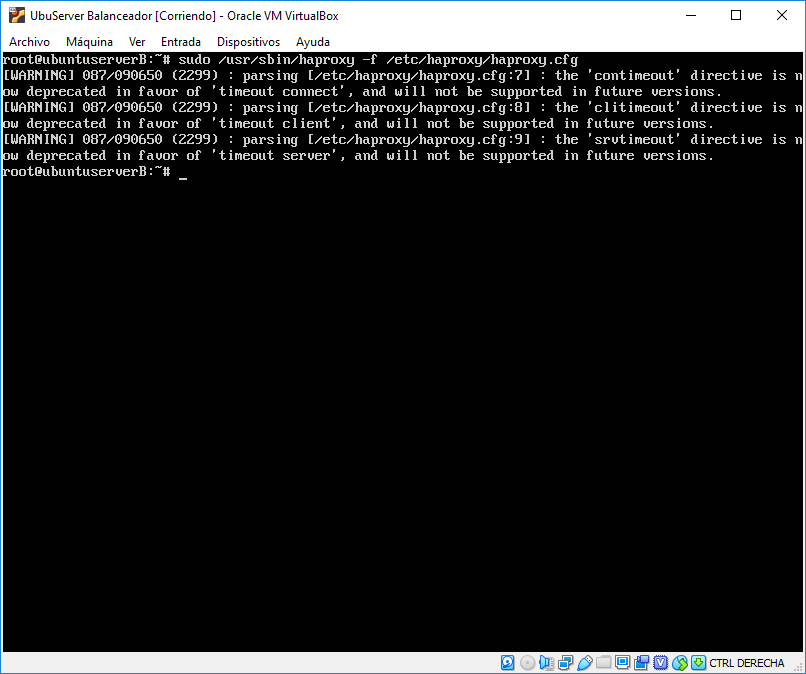 UbuServer Balanceador [Corriendo] - Oracle VM VirtualBox
Archivo Máquina Ver Entrada Dispositivos Ayuda
root@ubuntuserverB:~# sudo /usr/sbin/haproxy -f /etc/haproxy/haproxy.cfg
[WARNING] 087/090650 (2299) : parsing [/etc/haproxy/haproxy.cfg:7] : the 'contimeout' directive is n
ow deprecated in favor of 'timeout connect', and will not be supported in future versions.
[WARNING] 087/090650 (2299) : parsing [/etc/haproxy/haproxy.cfg:8] : the 'clitimeout' directive is n
ow deprecated in favor of 'timeout client', and will not be supported in future versions.
[WARNING] 087/090650 (2299) : parsing [/etc/haproxy/haproxy.cfg:9] : the 'srvtimeout' directive is n
ow deprecated in favor of 'timeout server', and will not be supported in future versions.
root@ubuntuserverB:~# _
CTRL DERECHA